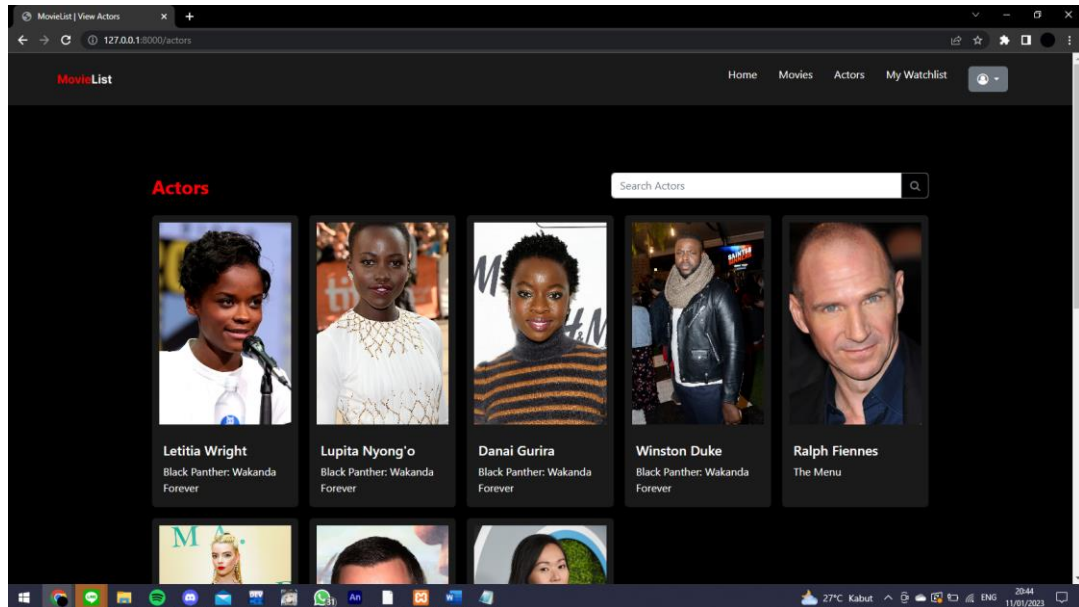 MovieList | View Actors
127.0.0.1:8000/actors
MovieList
Home Movies Actors My Watchlist
Actors
Search Actors
Letitia Wright
Lupita Nyong'o
Danai Gurira
Winston Duke
Ralph Fiennes
Black Panther: Wakanda
Forever
Black Panther: Wakanda
Forever
Black Panther: Wakanda
Forever
Black Panther: Wakanda
Forever
The Menu
M A.
27°C Kabut
ENG
20:44
11/01/2023